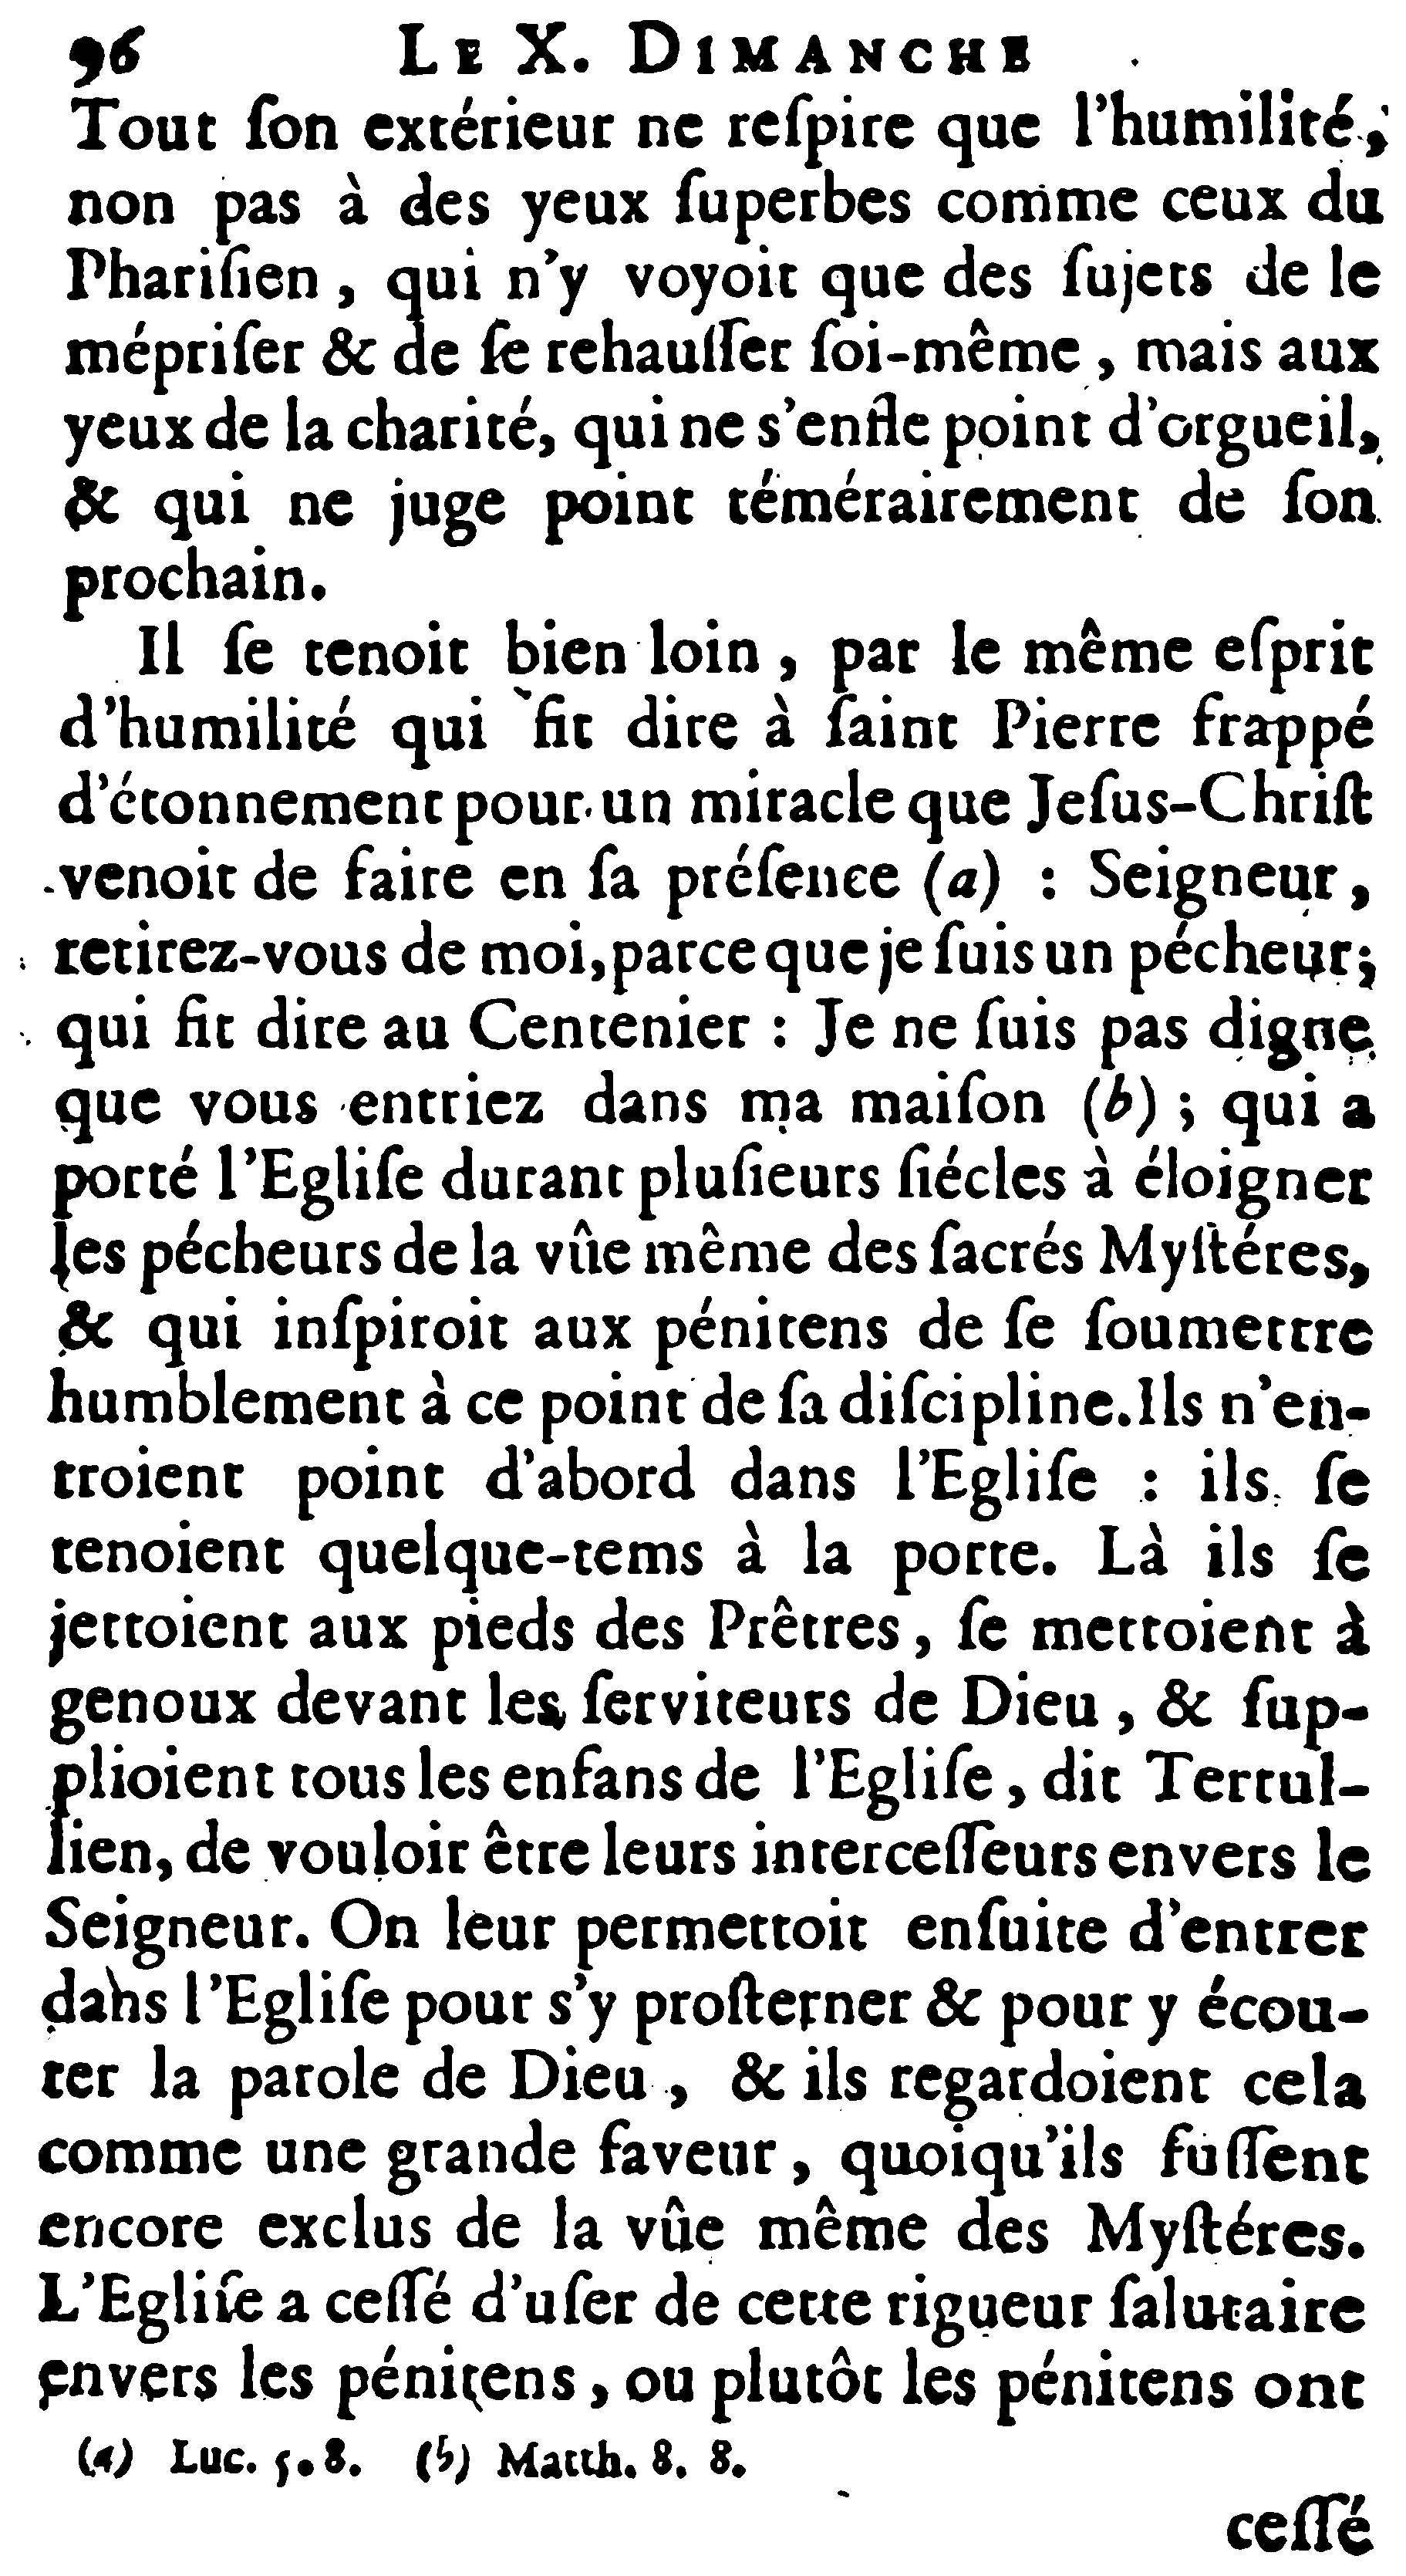 96 LE X. DIMANCHE
Tout ſon extérieur ne reſpire que l'humilité,
non pas à des yeux ſuperbes comme ceux du
Phariſien, qui n'y voyoit que des ſujets de le
mépriſer & de ſe rehauſſer ſoi-même, mais aux
yeux de la charité, qui ne s'enfle point d'orgueil,
& qui ne juge point témérairement de ſon
prochain.
Il ſe tenoit bien loin, par le même eſprit
d'humilité qui fit dire à ſaint Pierre frappé
d'étonnement pour un miracle que Jeſus-Chriſt
venoit de faire en ſa préſence (a) : Seigneur,
retirez-vous de moi, parce que je ſuis un pécheur;
qui fit dire au Centenier : Je ne ſuis pas digne
que vous entriez dans ma maiſon (b) ; qui a
porté l'Egliſe durant pluſieurs ſiécles à éloigner
les pécheurs de la vûe même des ſacrés Myſtéres,
& qui inſpiroit aux pénitens de ſe ſoumettre
humblement à ce point de ſa diſcipline. Ils n'en-
troient point d'abord dans l'Egliſe : ils ſe
tenoient quelque-tems à la porte. Là ils ſe
jettoient aux pieds des Prêtres, ſe mettoient à
genoux devant les ſerviteurs de Dieu, & ſup-
plioient tous les enfans de l'Egliſe, dit Tertul-
lien, de vouloir être leurs interceſſeurs envers le
Seigneur. On leur permettoit enſuite d'entrer
dans l'Egliſe pour s'y proſterner & pour y écou-
ter la parole de Dieu, & ils regardoient cela
comme une grande faveur, quoiqu'ils fuſſent
encore exclus de la vûe même des Myſtéres.
L'Egliſe a ceſſé d'uſer de cette rigueur ſalutaire
envers les pénitens, ou plutôt les pénitens ont
(a) Luc. 5. 8. (b) Matth. 8. 8.
ceſſé